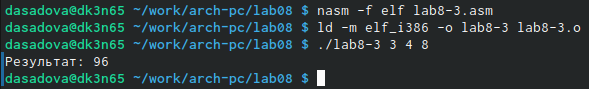 dasadova@dk3n65 ~/work/arch-pc/lab08 $ nasm -f elf lab8-3.asm
dasadova@dk3n65 ~/work/arch-pc/lab08 $ ld -m elf_i386 -o lab8-3 lab8-3.o
dasadova@dk3n65 ~/work/arch-pc/lab08 $ ./lab8-3 3 4 8
Результат: 96
dasadova@dk3n65 ~/work/arch-pc/lab08 $